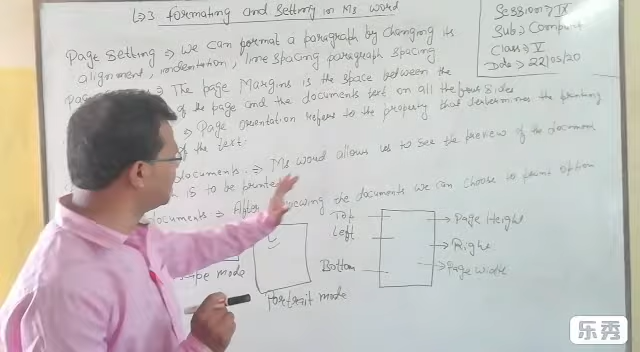 L⇒3 Formating and Setting in Ms. Word
Session ⇒ IX
Sub ⇒ Comput
Class ⇒ V
Date ⇒ 22/05/20
Page Setting ⇒ We can format a paragraph by changing its
alignment, indentation, line spacing paragraph spacing
⇒ The page Margins is the space between the
of the page and the documents text on all the four Sides
⇒ Page orientation refers to the property that determines the printing
of the text.
documents. ⇒ Ms word allows us to see the preview of the documents
is to be printed
documents ⇒ After the documents we can choose print option
Top
Left
Bottom
Page Height
Right
Page Width
mode
Portrait mode
乐秀